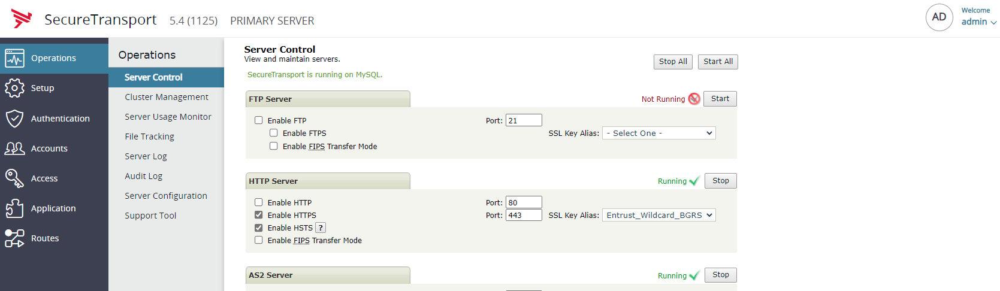 SecureTransport 5.4 (1125) PRIMARY SERVER
AD
Welcome
admin
Operations
Setup
Authentication
Accounts
Access
Application
Routes
Operations
Server Control
Cluster Management
Server Usage Monitor
File Tracking
Server Log
Audit Log
Server Configuration
Support Tool
Server Control
View and maintain servers.
Stop All Start All
SecureTransport is running on MySQL.
FTP Server Not Running Start
Enable FTP Port: 21
Enable FTPS SSL Key Alias: - Select One -
Enable FIPS Transfer Mode
HTTP Server Running Stop
Enable HTTP Port: 80
Enable HTTPS Port: 443 SSL Key Alias: Entrust_Wildcard_BGRS
Enable HSTS ?
Enable FIPS Transfer Mode
AS2 Server Running Stop